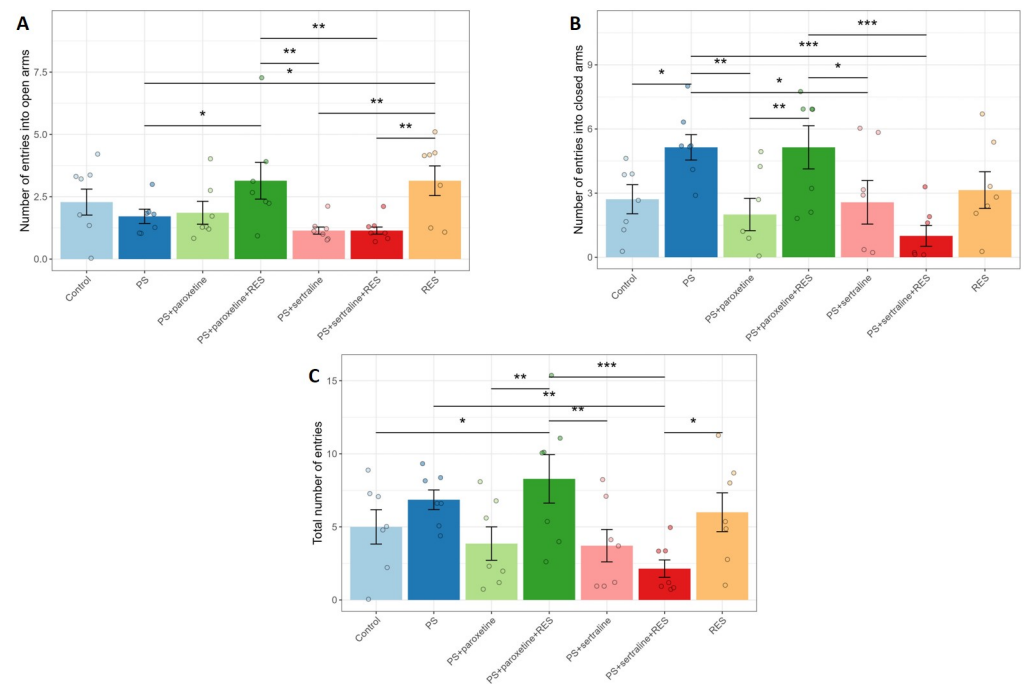 A
Number of entries into open arms
7.5
5.0
2.5
0.0
**
**
*
**
*
**
Control
PS
PS+paroxetine
PS+paroxetine+RES
PS+sertraline
PS+sertraline+RES
RES
B
Number of entries into closed arms
9
6
3
0
***
***
**
*
*
*
**
Control
PS
PS+paroxetine
PS+paroxetine+RES
PS+sertraline
PS+sertraline+RES
RES
C
Total number of entries
15
10
5
0
***
**
**
**
*
*
Control
PS
PS+paroxetine
PS+paroxetine+RES
PS+sertraline
PS+sertraline+RES
RES